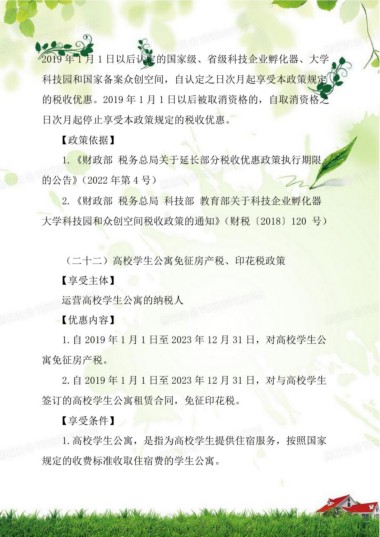 2019 年 1 月 1 日以后认定的国家级、省级科技企业孵化器、大学
科技园和国家备案众创空间，自认定之日次月起享受本政策规定
的税收优惠。2019 年 1 月 1 日以后被取消资格的，自取消资格之
日次月起停止享受本政策规定的税收优惠。
【政策依据】
1.《财政部 税务总局关于延长部分税收优惠政策执行期限
的公告》（2022 年第 4 号）
2.《财政部 税务总局 科技部 教育部关于科技企业孵化器
大学科技园和众创空间税收政策的通知》（财税〔2018〕120 号）
（二十二）高校学生公寓免征房产税、印花税政策
【享受主体】
运营高校学生公寓的纳税人
【优惠内容】
1.自 2019 年 1 月 1 日至 2023 年 12 月 31 日，对高校学生公
寓免征房产税。
2.自 2019 年 1 月 1 日至 2023 年 12 月 31 日，对与高校学生
签订的高校学生公寓租赁合同，免征印花税。
【享受条件】
1.高校学生公寓，是指为高校学生提供住宿服务，按照国家
规定的收费标准收取住宿费的学生公寓。